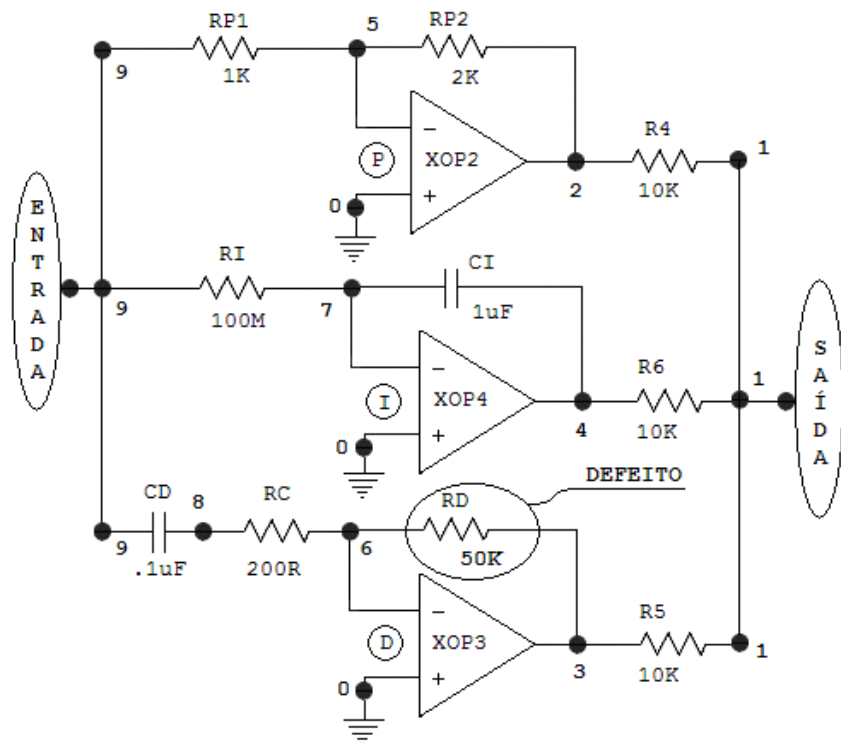 RP1
5
RP2
9
1K
2K
R4
1
P
XOP2
0
2
10K
ENTRADA
RI
CI
9
100M
7
1uF
SAÍDA
R6
1
I
XOP4
0
4
10K
DEFEITO
CD
8
RC
RD
9
.1uF
200R
6
50K
R5
D
XOP3
0
3
10K
1
-
+
-
+
-
+